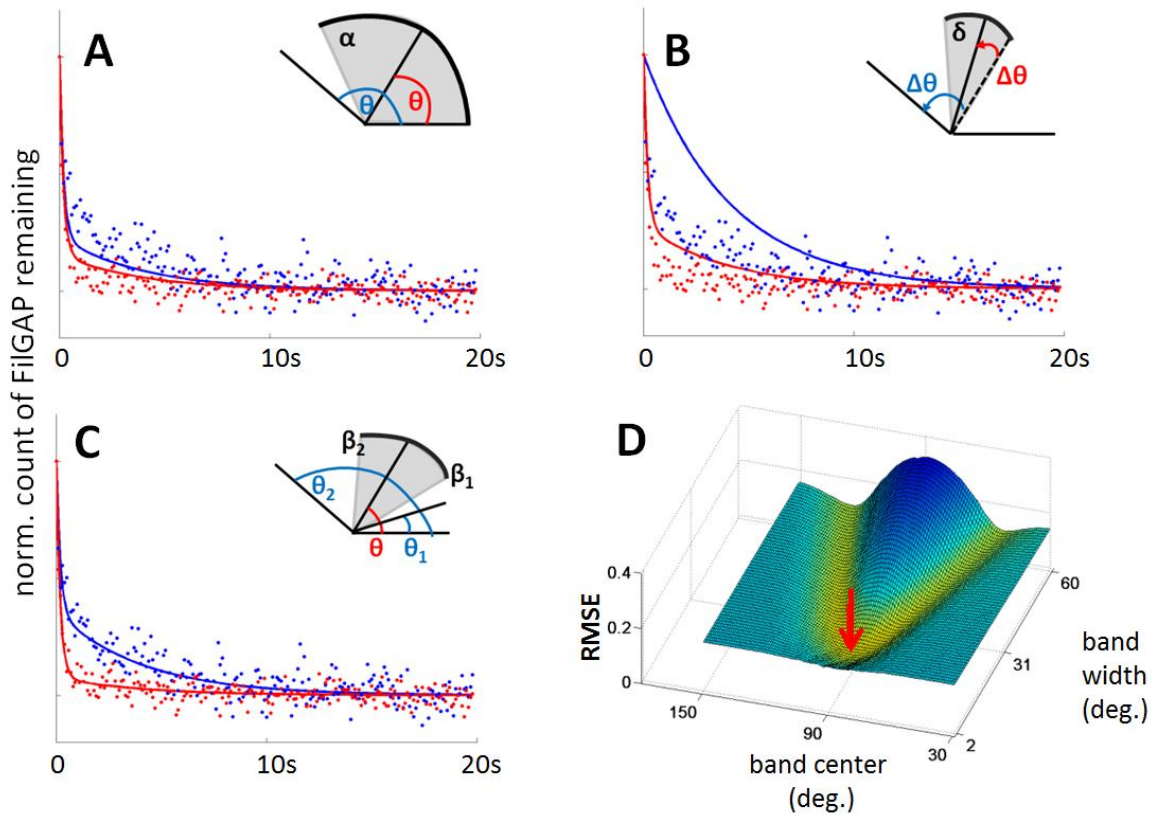 A
α
θ
θ
0
10s
20s
B
δ
Δθ
Δθ
0
10s
20s
norm. count of FilGAP remaining
C
β2
β1
θ2
θ
θ1
0
10s
20s
D
0.4
0.2
0
RMSE
150
90
30
band center
(deg.)
2
31
60
band
width
(deg.)